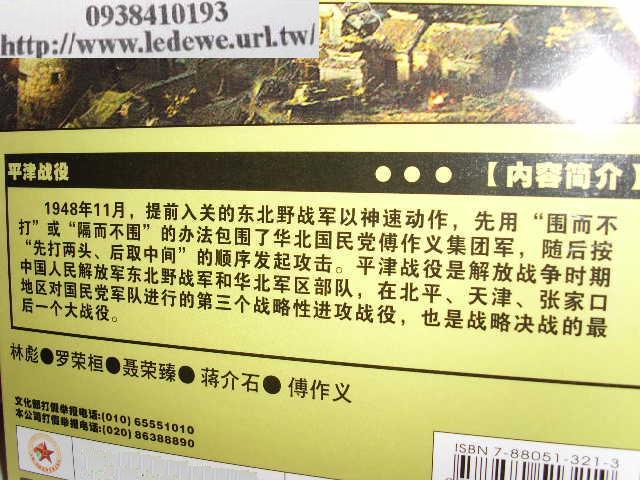 0938410193
http://www.ledewe.url.tw/
平津战役 ●●● 【内容简介】
1948年11月，提前入关的东北野战军以神速动作，先用“围而不
打”或“隔而不围”的办法包围了华北国民党傅作义集团军，随后按
“先打两头、后取中间”的顺序发起攻击。平津战役是解放战争时期
中国人民解放军东北野战军和华北军区部队，在北平、天津、张家口
地区对国民党军队进行的第三个战略性进攻战役，也是战略决战的最
后一个大战役。
林彪●罗荣桓●聂荣臻●蒋介石●傅作义
文化部打假举报电话:(010) 65551010
本公司打假举报电话:(020) 86388890
ISBN 7-88051-321-3